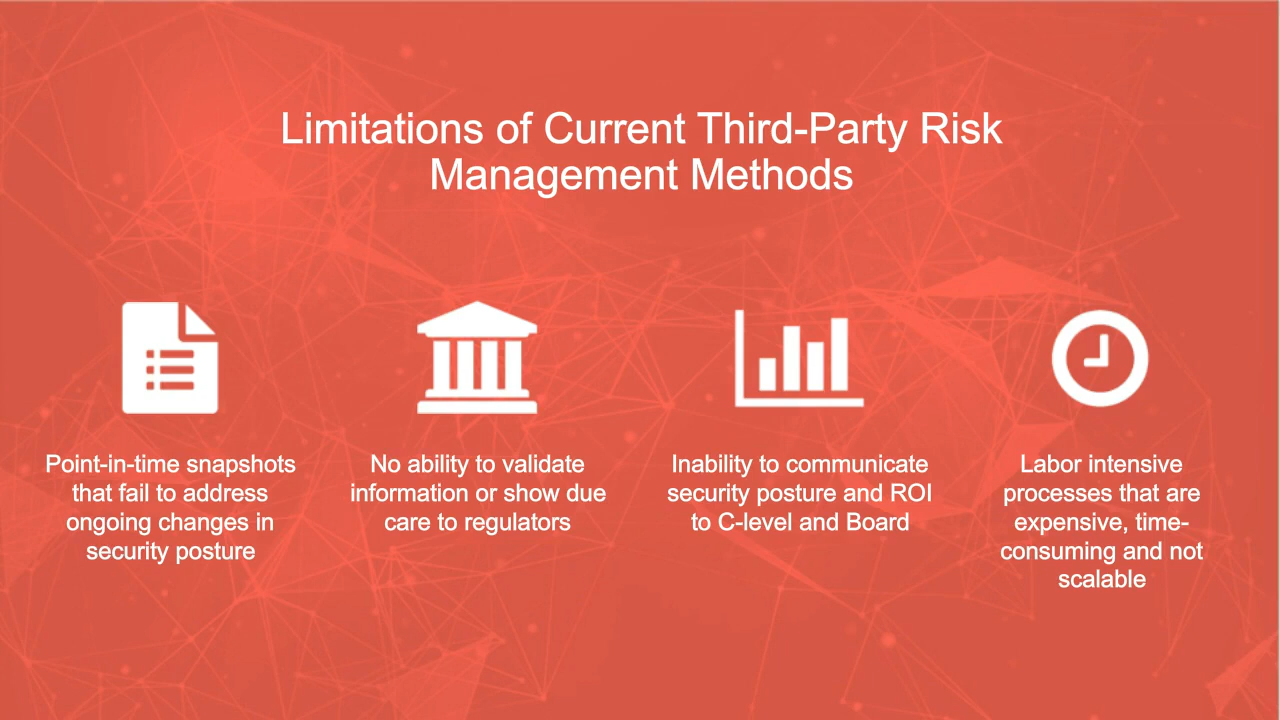 Limitations of Current Third-Party Risk
Management Methods
Point-in-time snapshots
that fail to address
ongoing changes in
security posture
No ability to validate
information or show due
care to regulators
Inability to communicate
security posture and ROI
to C-level and Board
Labor intensive
processes that are
expensive, time-
consuming and not
scalable